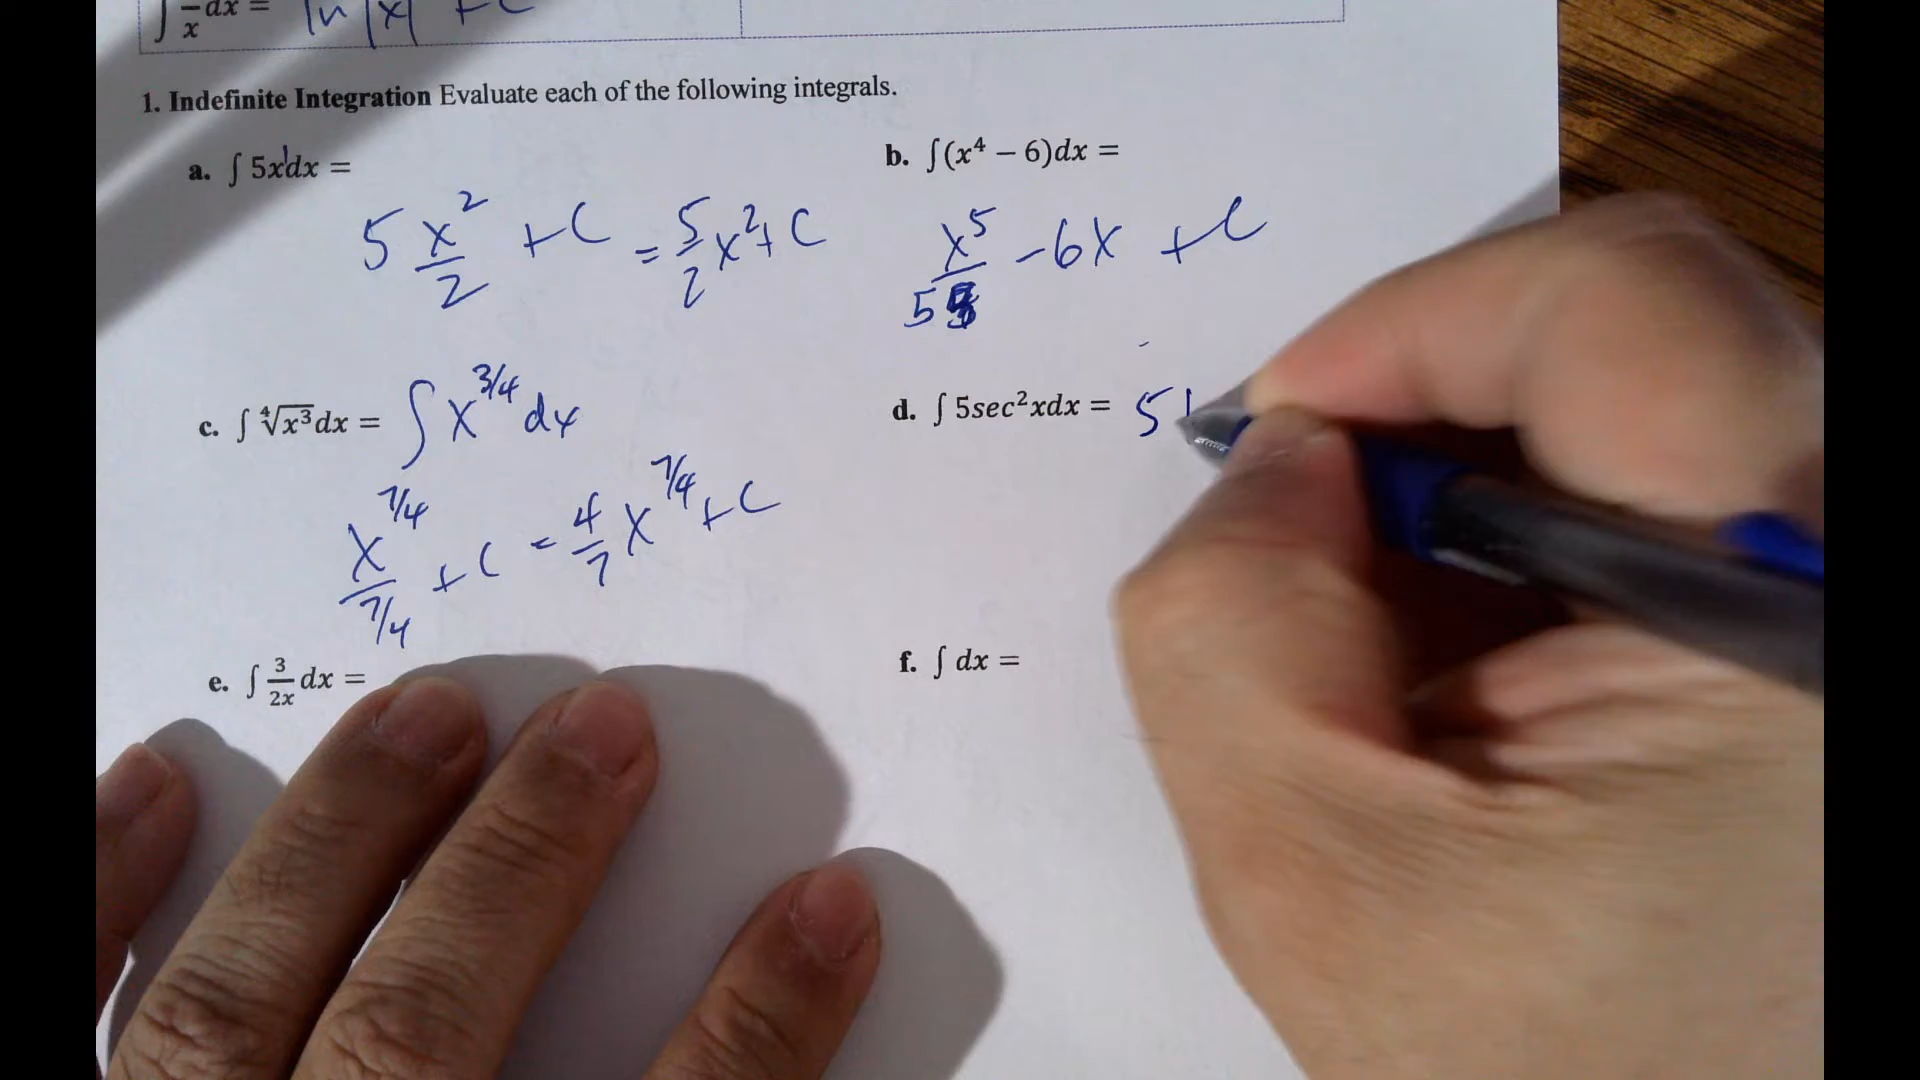 ∫ 1/x dx = ln |x| + C
1. Indefinite Integration Evaluate each of the following integrals.
a. ∫ 5x¹dx =
5 x²/2 + C = 5/2 x² + C
b. ∫(x⁴ − 6)dx =
x⁵/5 − 6x + C
c. ∫ ∜x³ dx = ∫ x^3/4 dx
x^7/4 / 7/4 + C = 4/7 x^7/4 + C
d. ∫ 5sec²xdx = 5
e. ∫ 3/2x dx =
f. ∫ dx =